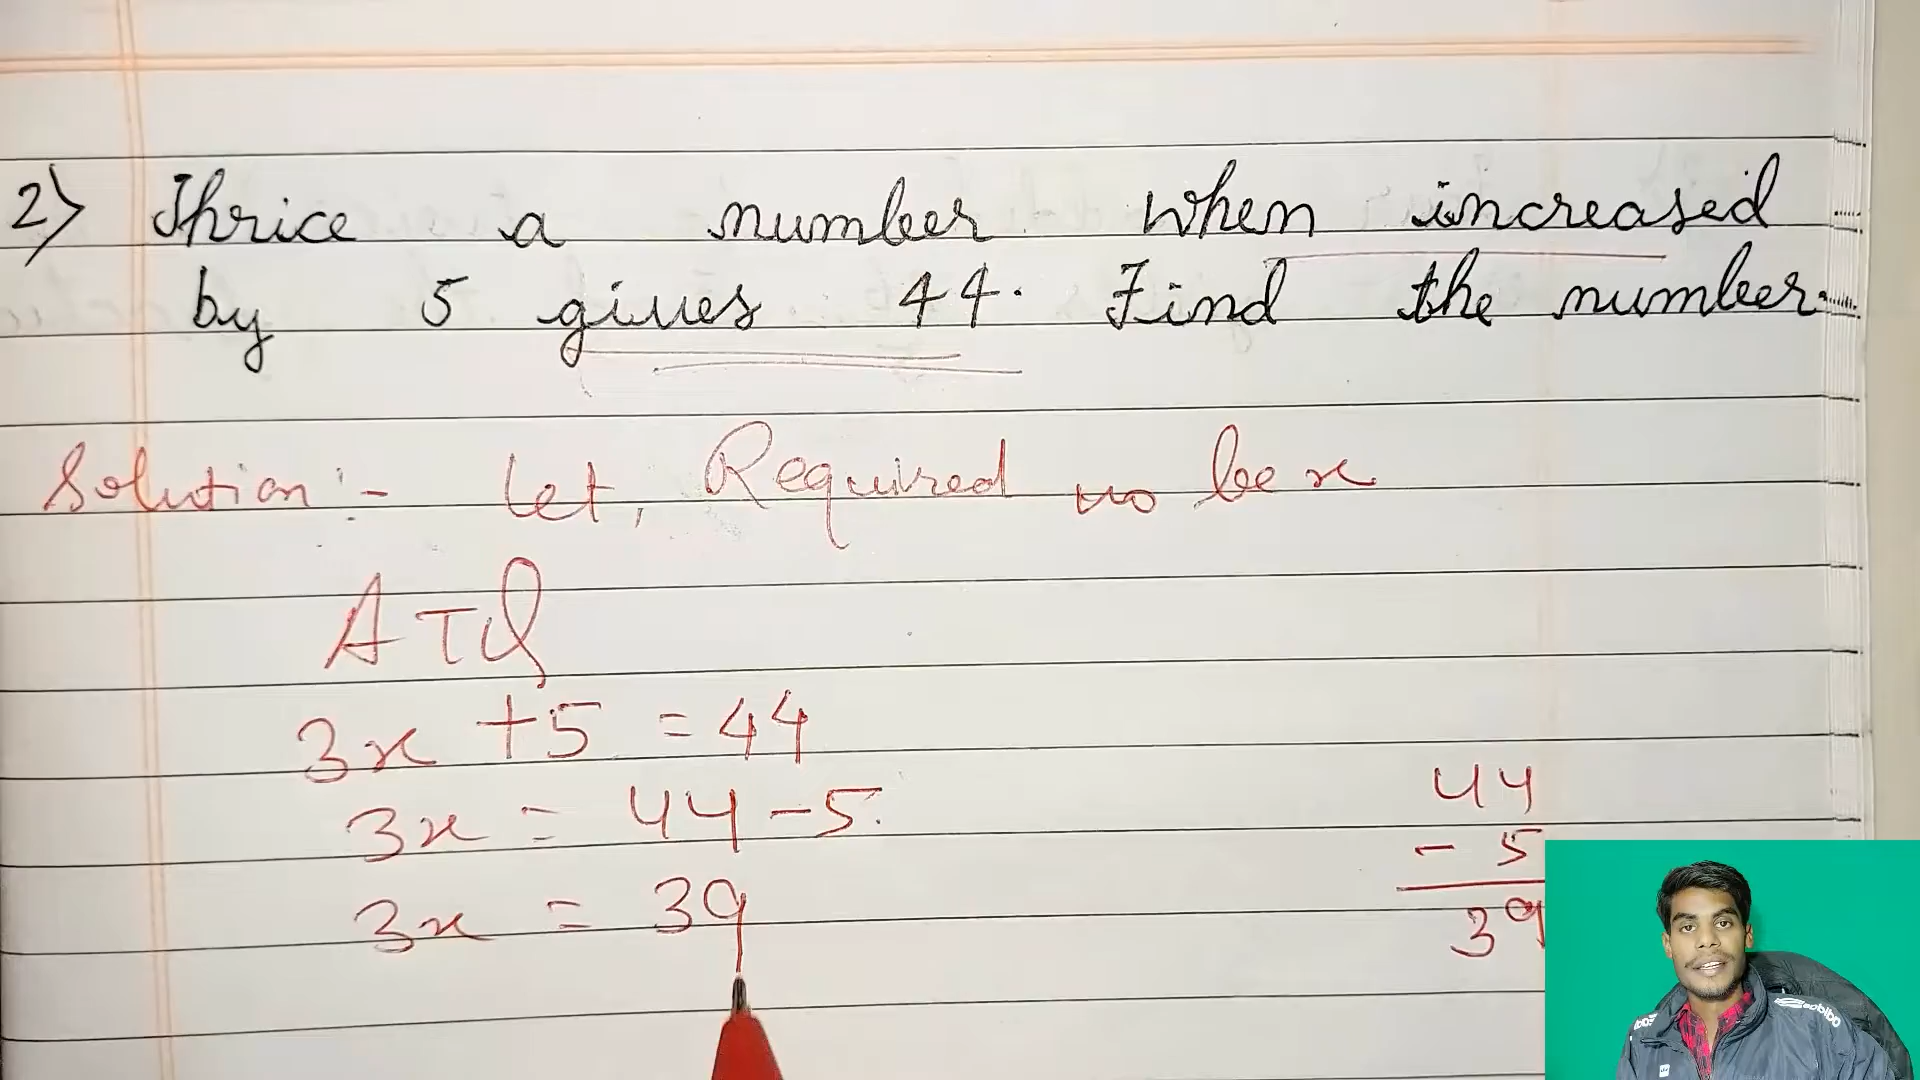 2) Thrice a number when increased
by 5 gives 44. Find the number.
Solution:- Let, Required no be x
ATQ
3x + 5 = 44
3x = 44 - 5
3x = 39
44
- 5
39